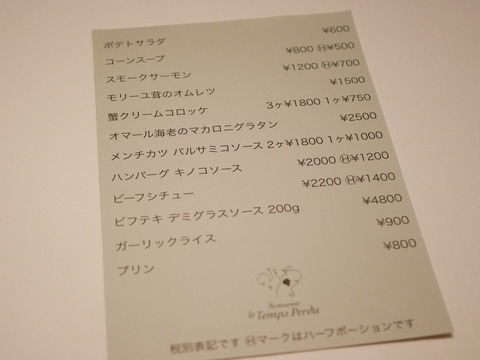 ポテトサラダ ¥600
コーンスープ ¥800 Ⓗ¥500
スモークサーモン ¥1200 Ⓗ¥700
モリーユ茸のオムレツ ¥1500
蟹クリームコロッケ 3ヶ¥1800 1ヶ¥750
オマール海老のマカロニグラタン ¥2500
メンチカツ バルサミコソース 2ヶ¥1800 1ヶ¥1000
ハンバーグ キノコソース ¥2000 Ⓗ¥1200
ビーフシチュー ¥2200 Ⓗ¥1400
ビフテキ デミグラスソース 200g ¥4800
ガーリックライス ¥900
プリン ¥800
Restaurant
le Temps Perdu
税別表記です Ⓗマークはハーフポーションです